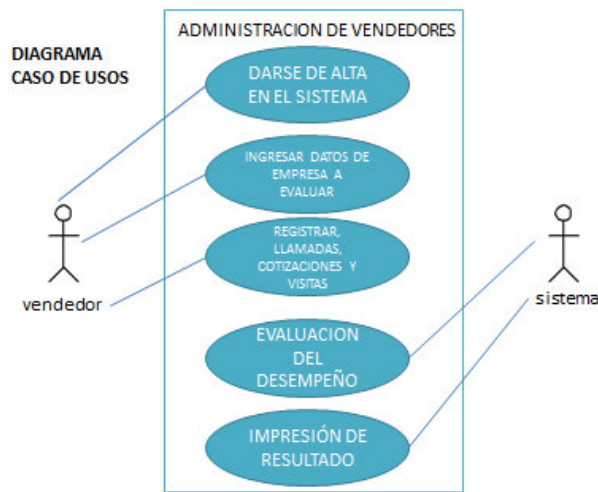 ADMINISTRACION DE VENDEDORES
DIAGRAMA
CASO DE USOS
DARSE DE ALTA
EN EL SISTEMA
INGRESAR DATOS DE
EMPRESA A
EVALUAR
REGISTRAR,
LLAMADAS,
COTIZACIONES Y
VISITAS
vendedor
sistema
EVALUACION
DEL
DESEMPEÑO
IMPRESIÓN DE
RESULTADO